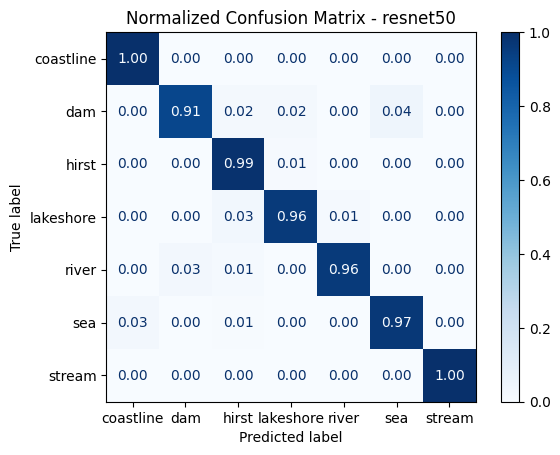 Normalized Confusion Matrix - resnet50
True label
coastline 1.00 0.00 0.00 0.00 0.00 0.00 0.00
dam 0.00 0.91 0.02 0.02 0.00 0.04 0.00
hirst 0.00 0.00 0.99 0.01 0.00 0.00 0.00
lakeshore 0.00 0.00 0.03 0.96 0.01 0.00 0.00
river 0.00 0.03 0.01 0.00 0.96 0.00 0.00
sea 0.03 0.00 0.01 0.00 0.00 0.97 0.00
stream 0.00 0.00 0.00 0.00 0.00 0.00 1.00
coastline dam hirst lakeshore river sea stream
Predicted label
1.0
0.8
0.6
0.4
0.2
0.0